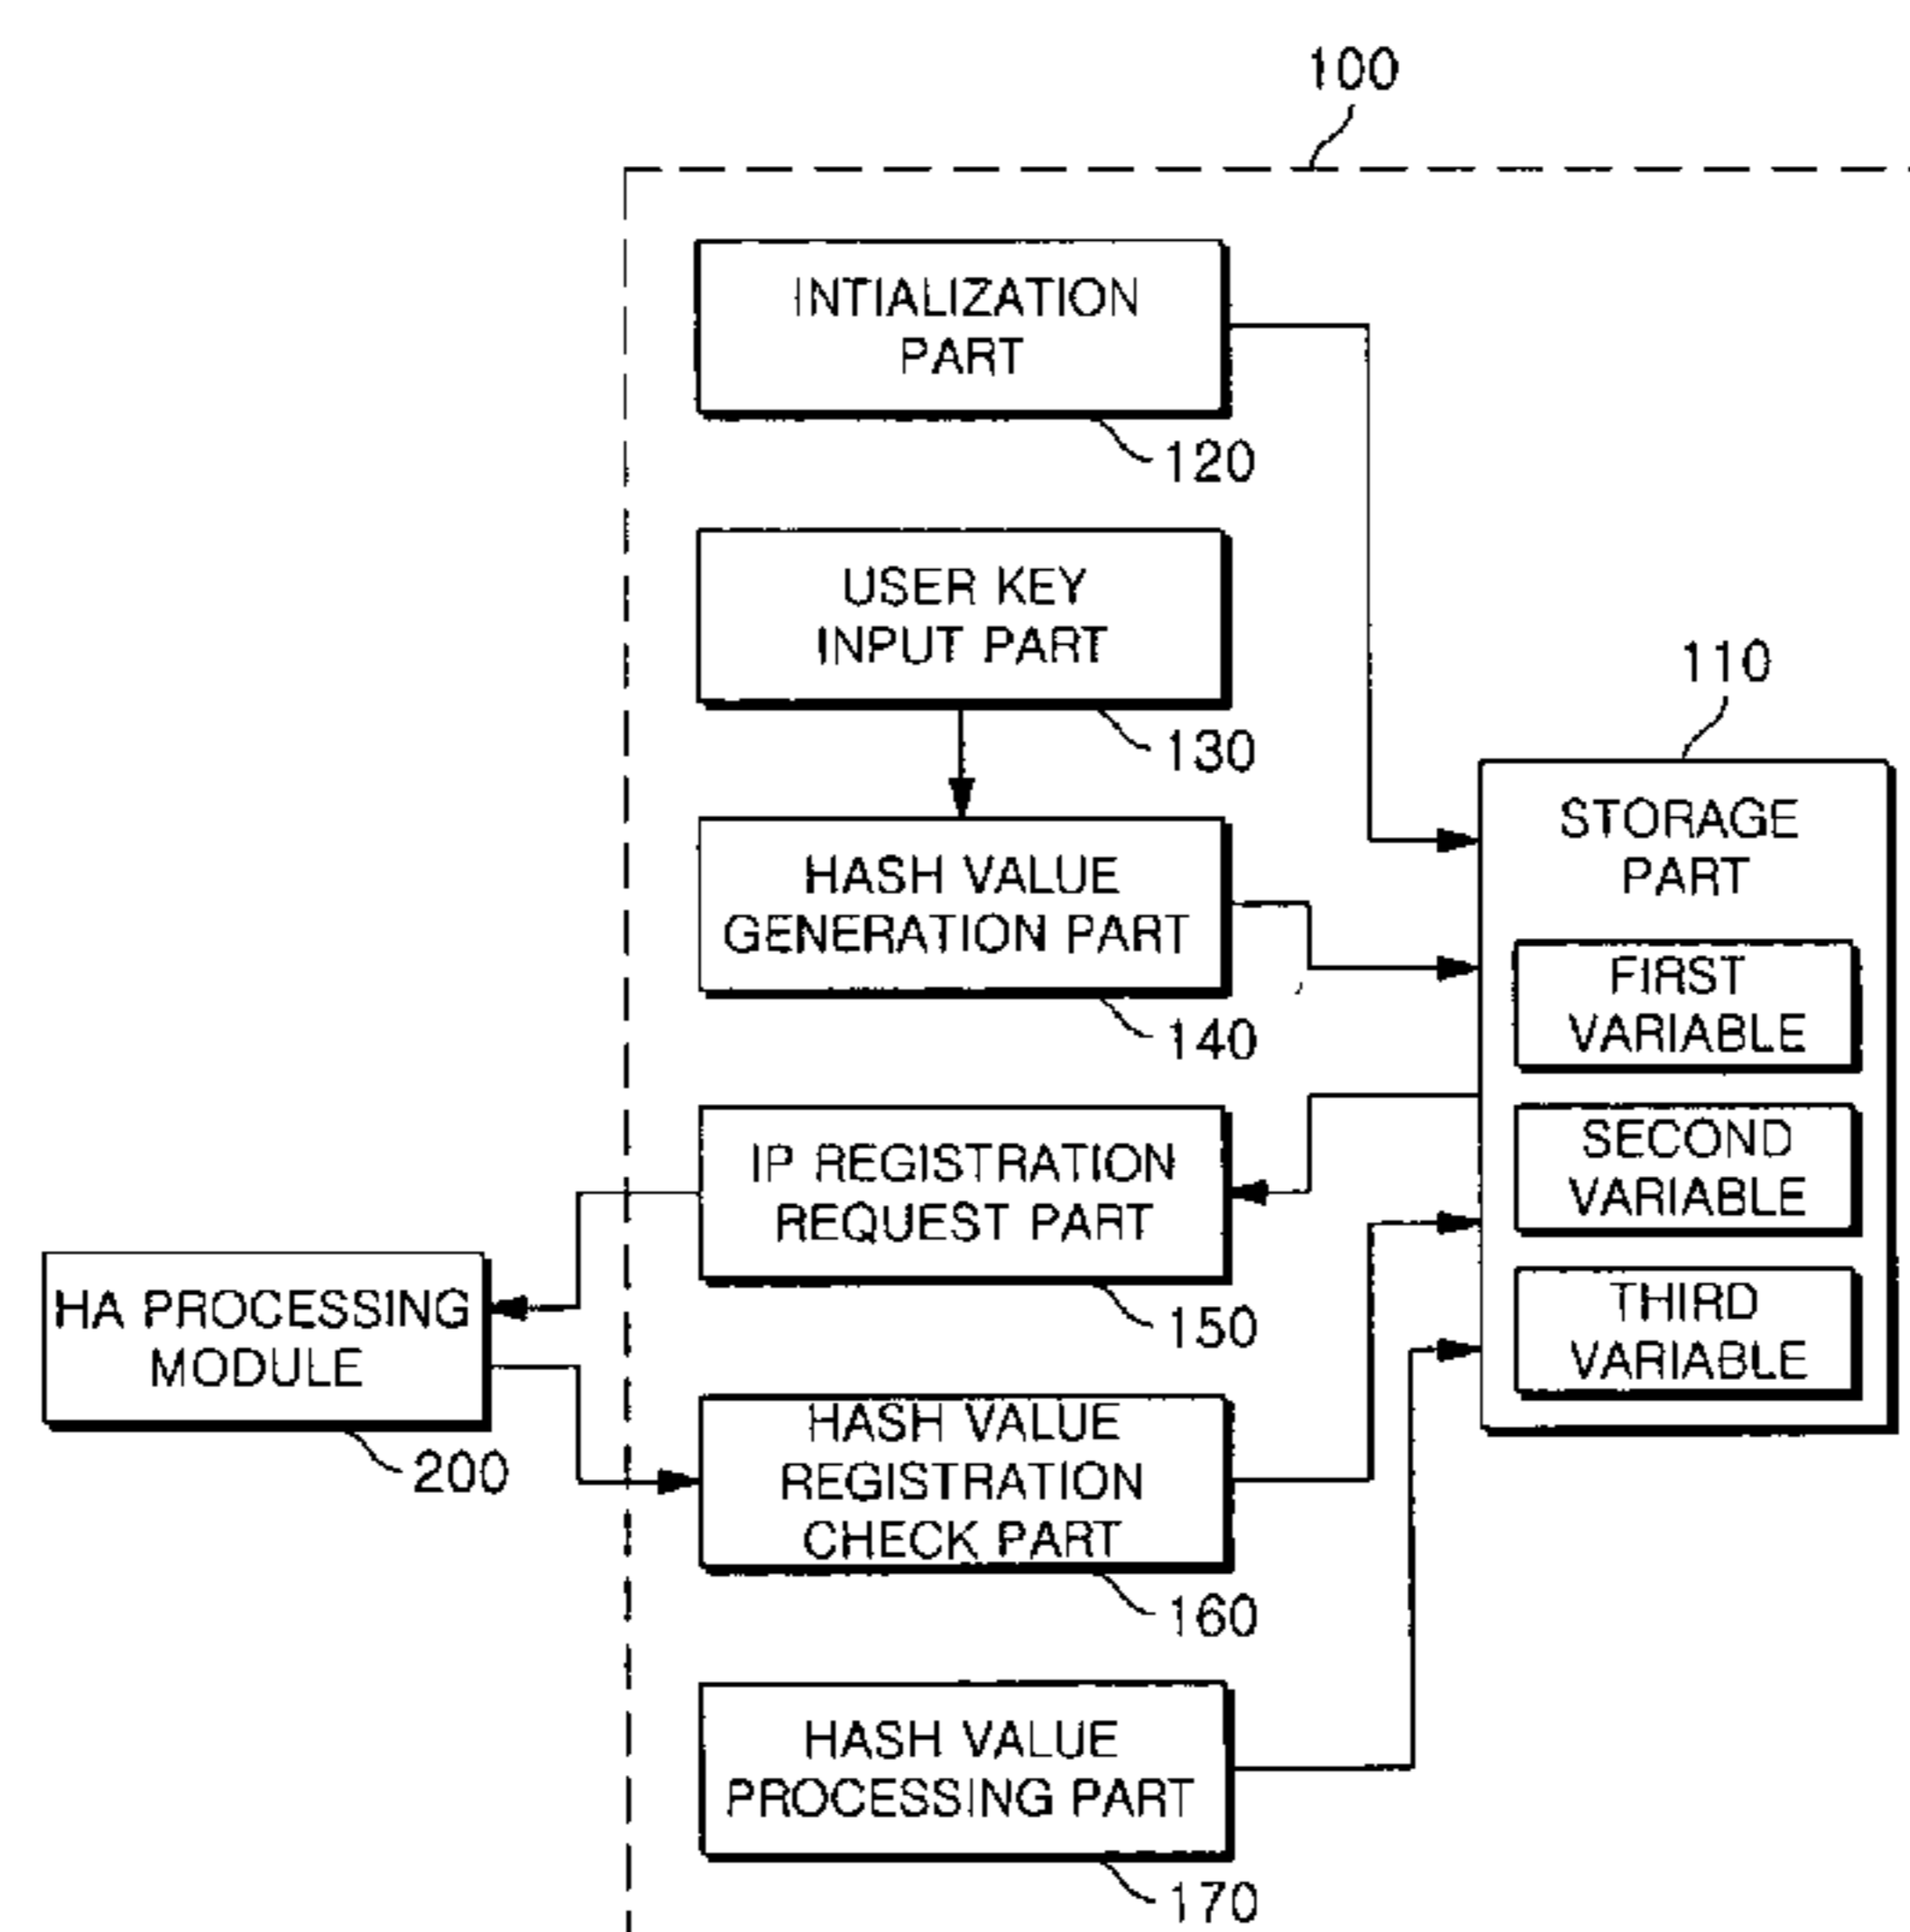 100
INTIALIZATION
PART
120
USER KEY
INPUT PART
130
110
STORAGE
PART
HASH VALUE
GENERATION PART
140
FIRST
VARIABLE
SECOND
VARIABLE
THIRD
VARIABLE
IP REGISTRATION
REQUEST PART
150
HA PROCESSING
MODULE
200
HASH VALUE
REGISTRATION
CHECK PART
160
HASH VALUE
PROCESSING PART
170